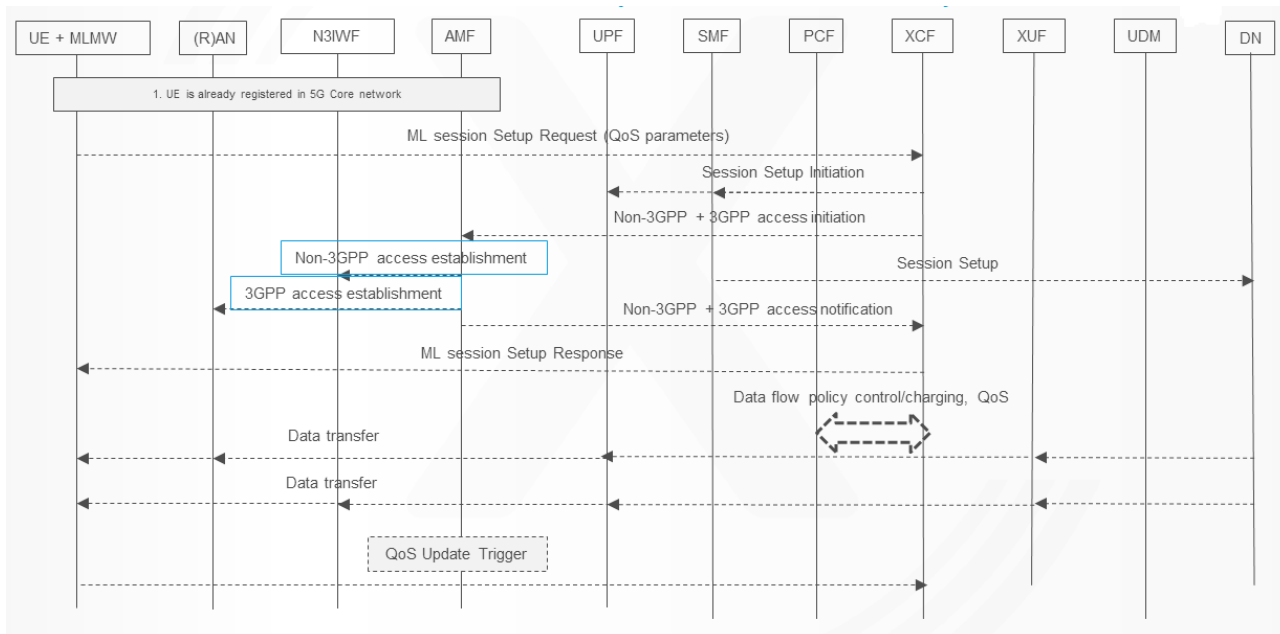 UE + MLMW
(R)AN
N3IWF
AMF
UPF
SMF
PCF
XCF
XUF
UDM
DN
1. UE is already registered in 5G Core network
ML session Setup Request (QoS parameters)
Session Setup Initiation
Non-3GPP + 3GPP access initiation
Non-3GPP access establishment
Session Setup
3GPP access establishment
Non-3GPP + 3GPP access notification
ML session Setup Response
Data flow policy control/charging, QoS
Data transfer
Data transfer
QoS Update Trigger